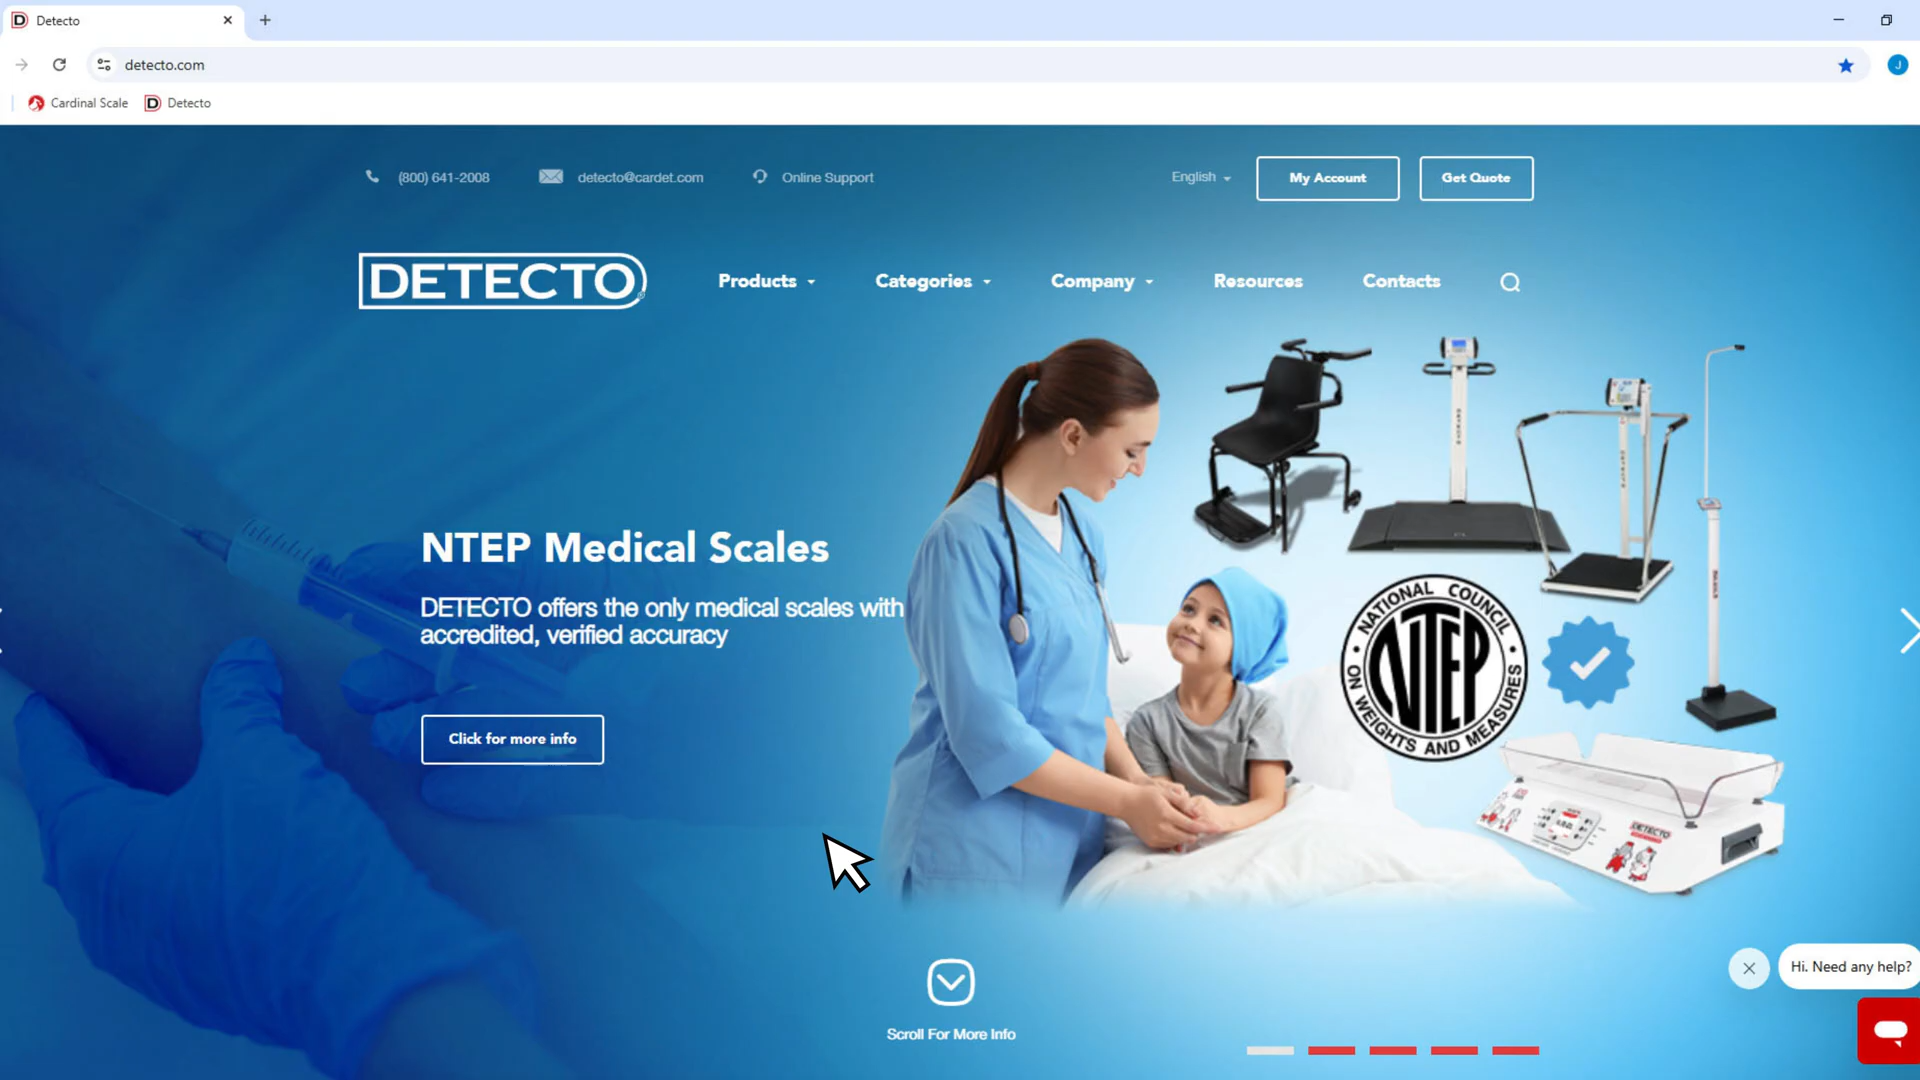 Detecto
detecto.com
J
Cardinal Scale
Detecto
(800) 641-2008
detecto@cardet.com
Online Support
English
My Account
Get Quote
DETECTO
Products
Categories
Company
Resources
Contacts
NTEP Medical Scales
DETECTO offers the only medical scales with
accredited, verified accuracy
Click for more info
NATIONAL COUNCIL
NTEP
ON WEIGHTS AND MEASURES
DETECTO
Hi. Need any help?
Scroll For More Info